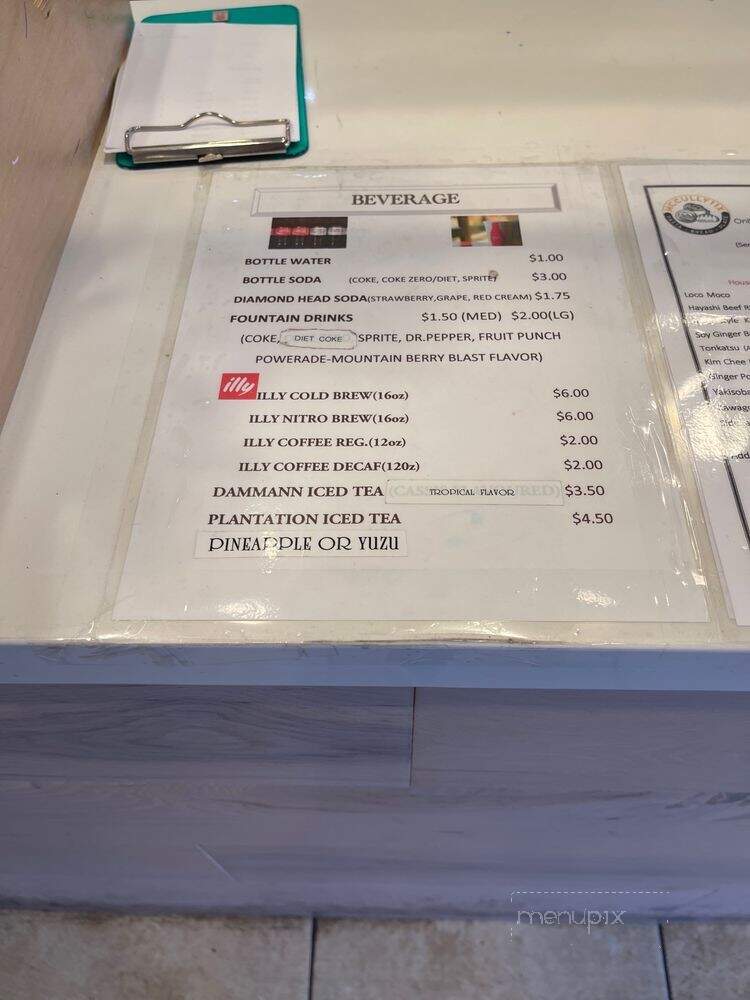 BEVERAGE
BOTTLE WATER $1.00
BOTTLE SODA (COKE, COKE ZERO/DIET, SPRITE) $3.00
DIAMOND HEAD SODA(STRAWBERRY,GRAPE, RED CREAM) $1.75
FOUNTAIN DRINKS $1.50 (MED) $2.00(LG)
(COKE, DIET COKE SPRITE, DR.PEPPER, FRUIT PUNCH
POWERADE-MOUNTAIN BERRY BLAST FLAVOR)
illy
ILLY COLD BREW(16oz) $6.00
ILLY NITRO BREW(16oz) $6.00
ILLY COFFEE REG.(12oz) $2.00
ILLY COFFEE DECAF(120z) $2.00
DAMMANN ICED TEA TROPICAL FLAVOR $3.50
PLANTATION ICED TEA $4.50
PINEAPPLE OR YUZU
Loco Moco
Hayashi Beef
Soy Ginger
Tonkatsu
Kim Chee
Ginger
Yakisoba
menupix